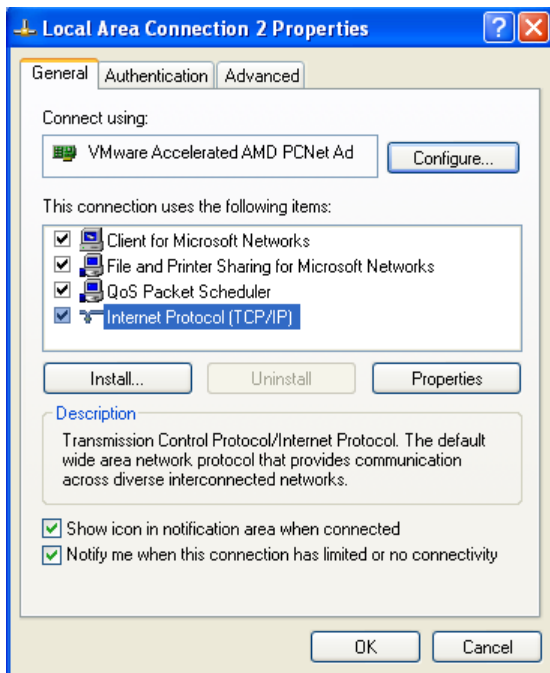 Local Area Connection 2 Properties
General Authentication Advanced
Connect using:
VMware Accelerated AMD PCNet Ad Configure...
This connection uses the following items:
Client for Microsoft Networks
File and Printer Sharing for Microsoft Networks
QoS Packet Scheduler
Internet Protocol (TCP/IP)
Install... Uninstall Properties
Description
Transmission Control Protocol/Internet Protocol. The default
wide area network protocol that provides communication
across diverse interconnected networks.
Show icon in notification area when connected
Notify me when this connection has limited or no connectivity
OK Cancel